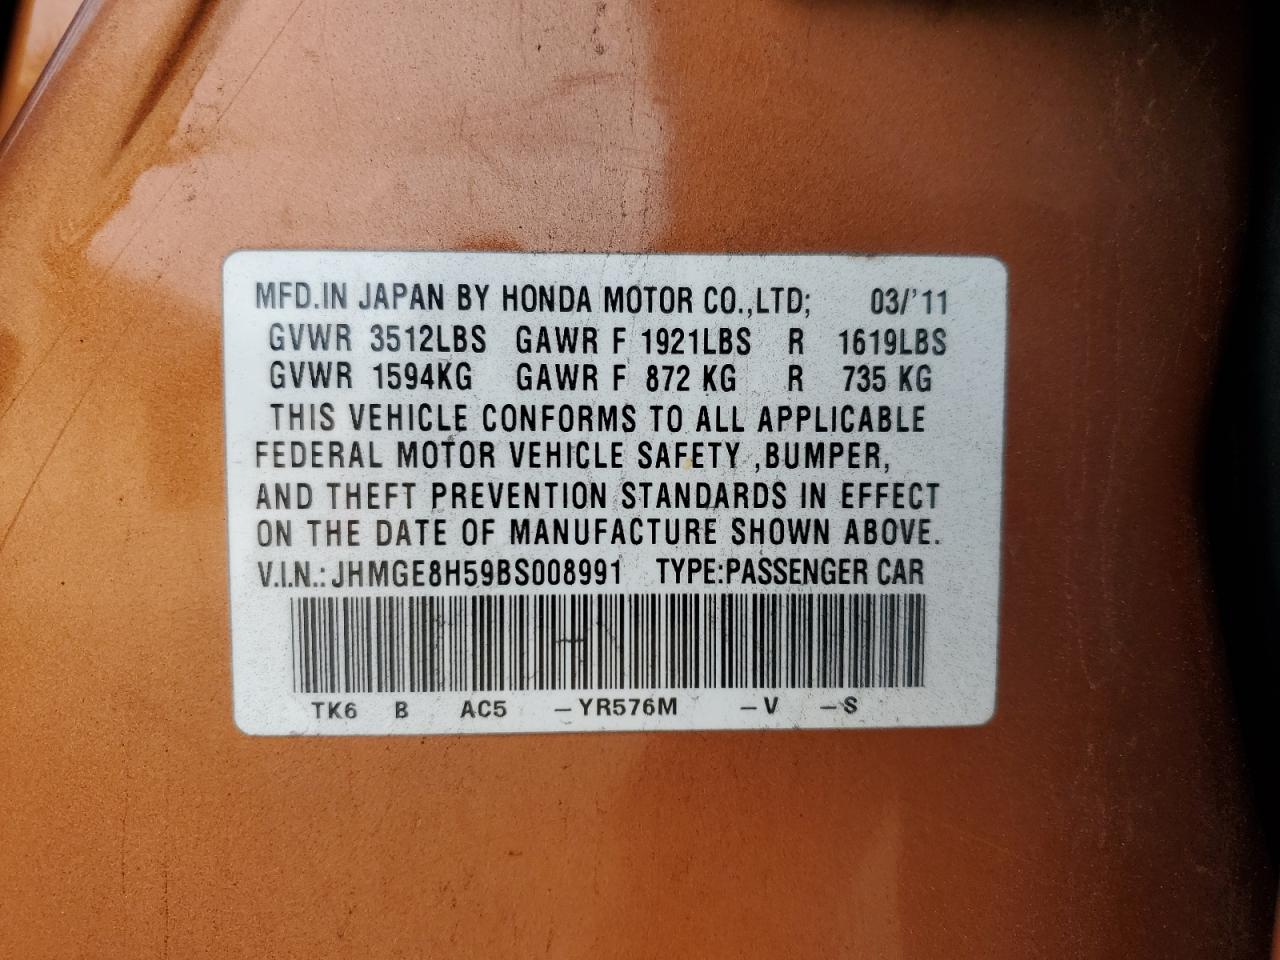 MFD.IN JAPAN BY HONDA MOTOR CO.,LTD; 03/'11
GVWR 3512LBS GAWR F 1921LBS R 1619LBS
GVWR 1594KG GAWR F 872 KG R 735 KG
THIS VEHICLE CONFORMS TO ALL APPLICABLE
FEDERAL MOTOR VEHICLE SAFETY ,BUMPER,
AND THEFT PREVENTION STANDARDS IN EFFECT
ON THE DATE OF MANUFACTURE SHOWN ABOVE.
V.I.N.: JHMGE8H59BS008991 TYPE:PASSENGER CAR
TK6 B AC5 –YR576M –V –S